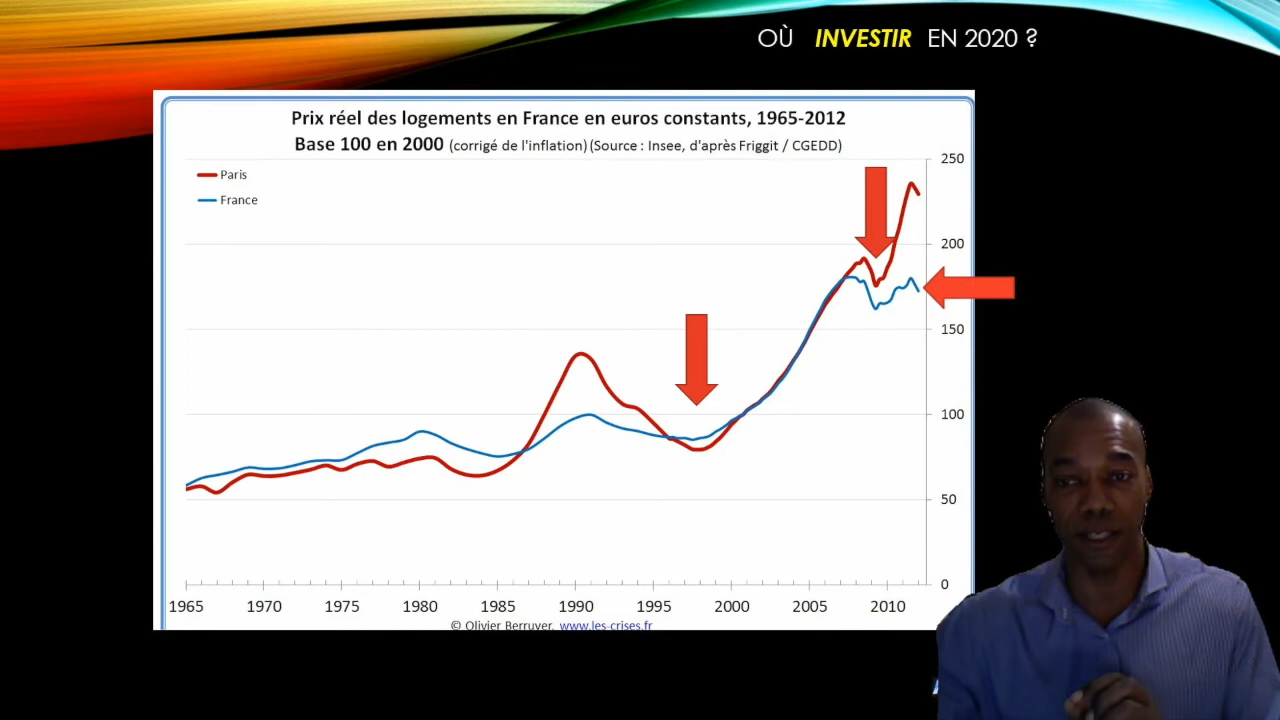 OÙ INVESTIR EN 2020 ?
Prix réel des logements en France en euros constants, 1965-2012
Base 100 en 2000 (corrigé de l'inflation) (Source : Insee, d'après Friggit / CGEDD)
Paris
France
250
200
150
100
50
0
1965 1970 1975 1980 1985 1990 1995 2000 2005 2010
© Olivier Berruyer, www.les-crises.fr